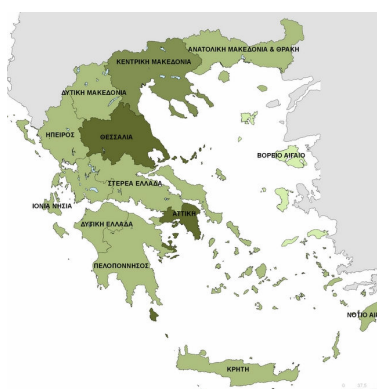 ΑΝΑΤΟΛΙΚΗ ΜΑΚΕΔΟΝΙΑ & ΘΡΑΚΗ
ΚΕΝΤΡΙΚΗ ΜΑΚΕΔΟΝΙΑ
ΔΥΤΙΚΗ ΜΑΚΕΔΟΝΙΑ
ΗΠΕΙΡΟΣ
ΘΕΣΣΑΛΙΑ
ΒΟΡΕΙΟ ΑΙΓΑΙΟ
ΣΤΕΡΕΑ ΕΛΛΑΔΑ
ΙΟΝΙΑ ΝΗΣΙΑ
ΑΤΤΙΚΗ
ΔΥΤΙΚΗ ΕΛΛΑΔΑ
ΠΕΛΟΠΟΝΝΗΣΟΣ
ΝΟΤΙΟ ΑΙ
ΚΡΗΤΗ